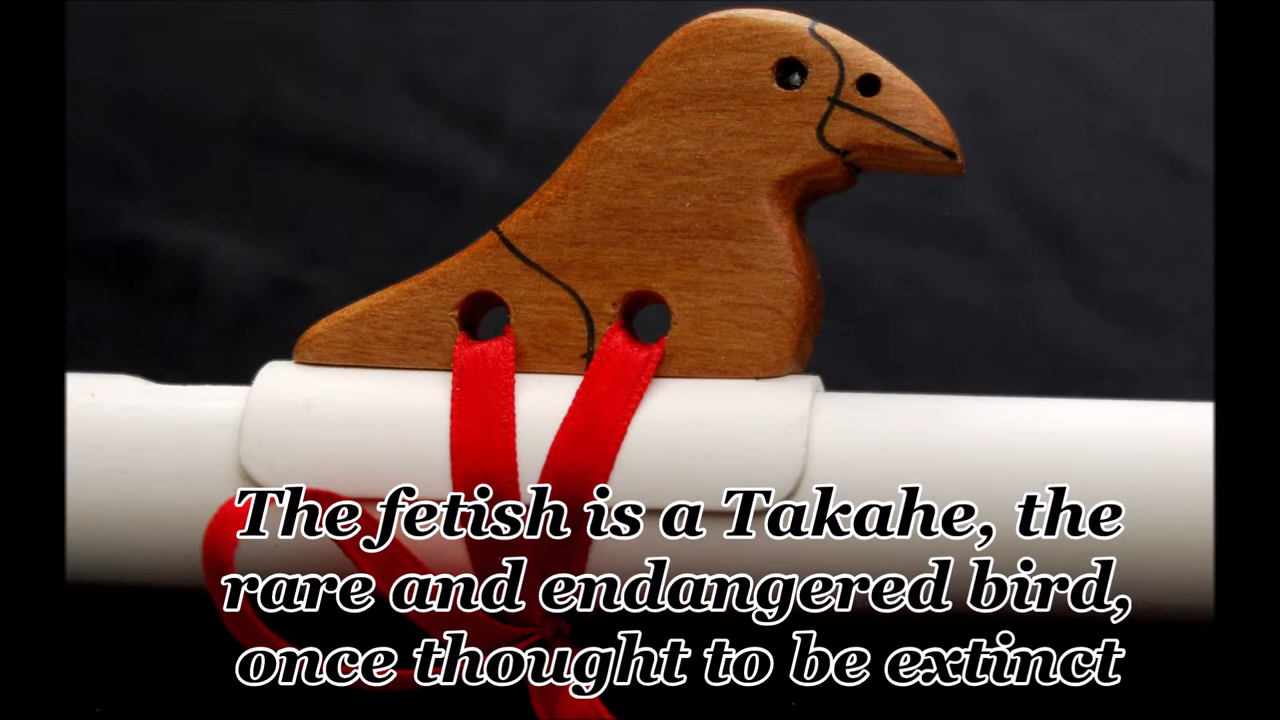 The fetish is a Takahe, the
rare and endangered bird,
once thought to be extinct